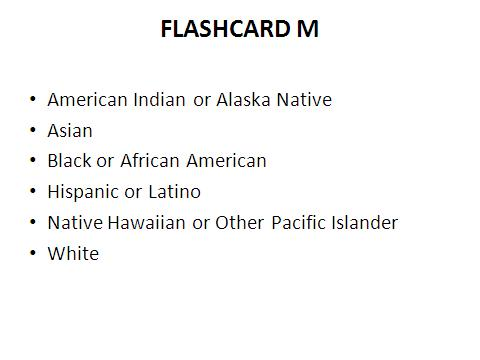 FLASHCARD M
• American Indian or Alaska Native
• Asian
• Black or African American
• Hispanic or Latino
• Native Hawaiian or Other Pacific Islander
• White